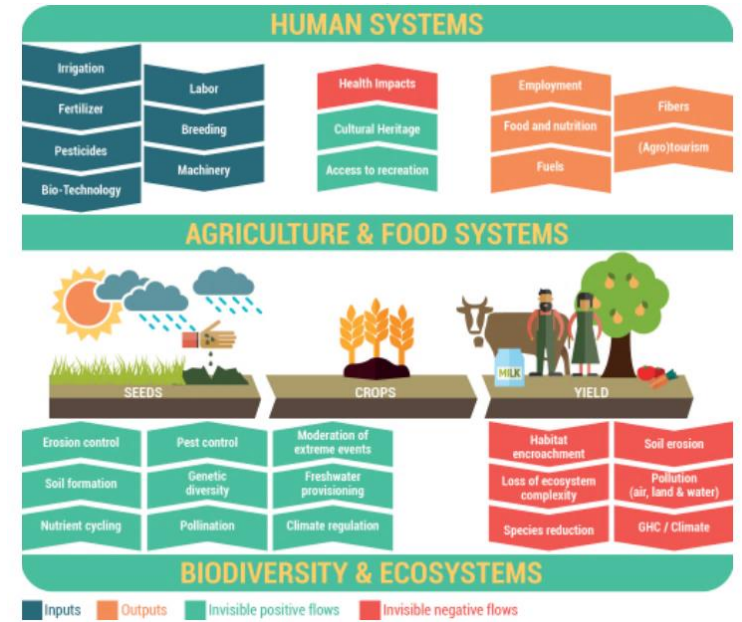 HUMAN SYSTEMS
Irrigation
Fertilizer
Pesticides
Bio-Technology
Labor
Breeding
Machinery
Health Impacts
Cultural Heritage
Access to recreation
Employment
Food and nutrition
Fuels
Fibers
(Agro)tourism
AGRICULTURE & FOOD SYSTEMS
MILK
SEEDS
CROPS
YIELD
Erosion control
Soil formation
Nutrient cycling
Pest control
Genetic
diversity
Pollination
Moderation of
extreme events
Freshwater
provisioning
Climate regulation
Habitat
encroachment
Loss of ecosystem
complexity
Species reduction
Soil erosion
Pollution
(air, land & water)
GHC / Climate
BIODIVERSITY & ECOSYSTEMS
Inputs
Outputs
Invisible positive flows
Invisible negative flows